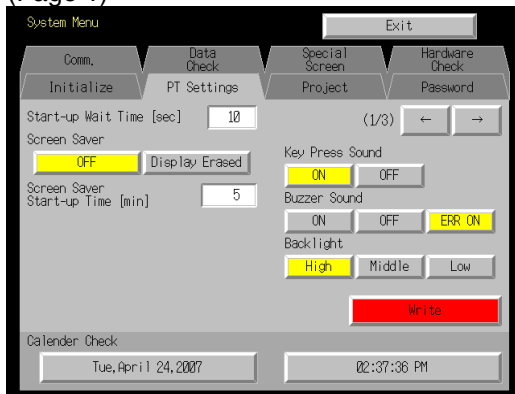 (Page 1)
System Menu
Exit
Comm.
Data
Check
Special
Screen
Hardware
Check
Initialize
PT Settings
Project
Password
Start-up Wait Time [sec]
10
(1/3)
←
→
Screen Saver
OFF
Display Erased
Key Press Sound
ON
OFF
Screen Saver
Start-up Time [min]
5
Buzzer Sound
ON
OFF
ERR ON
Backlight
High
Middle
Low
Write
Calender Check
Tue,April 24,2007
02:37:36 PM